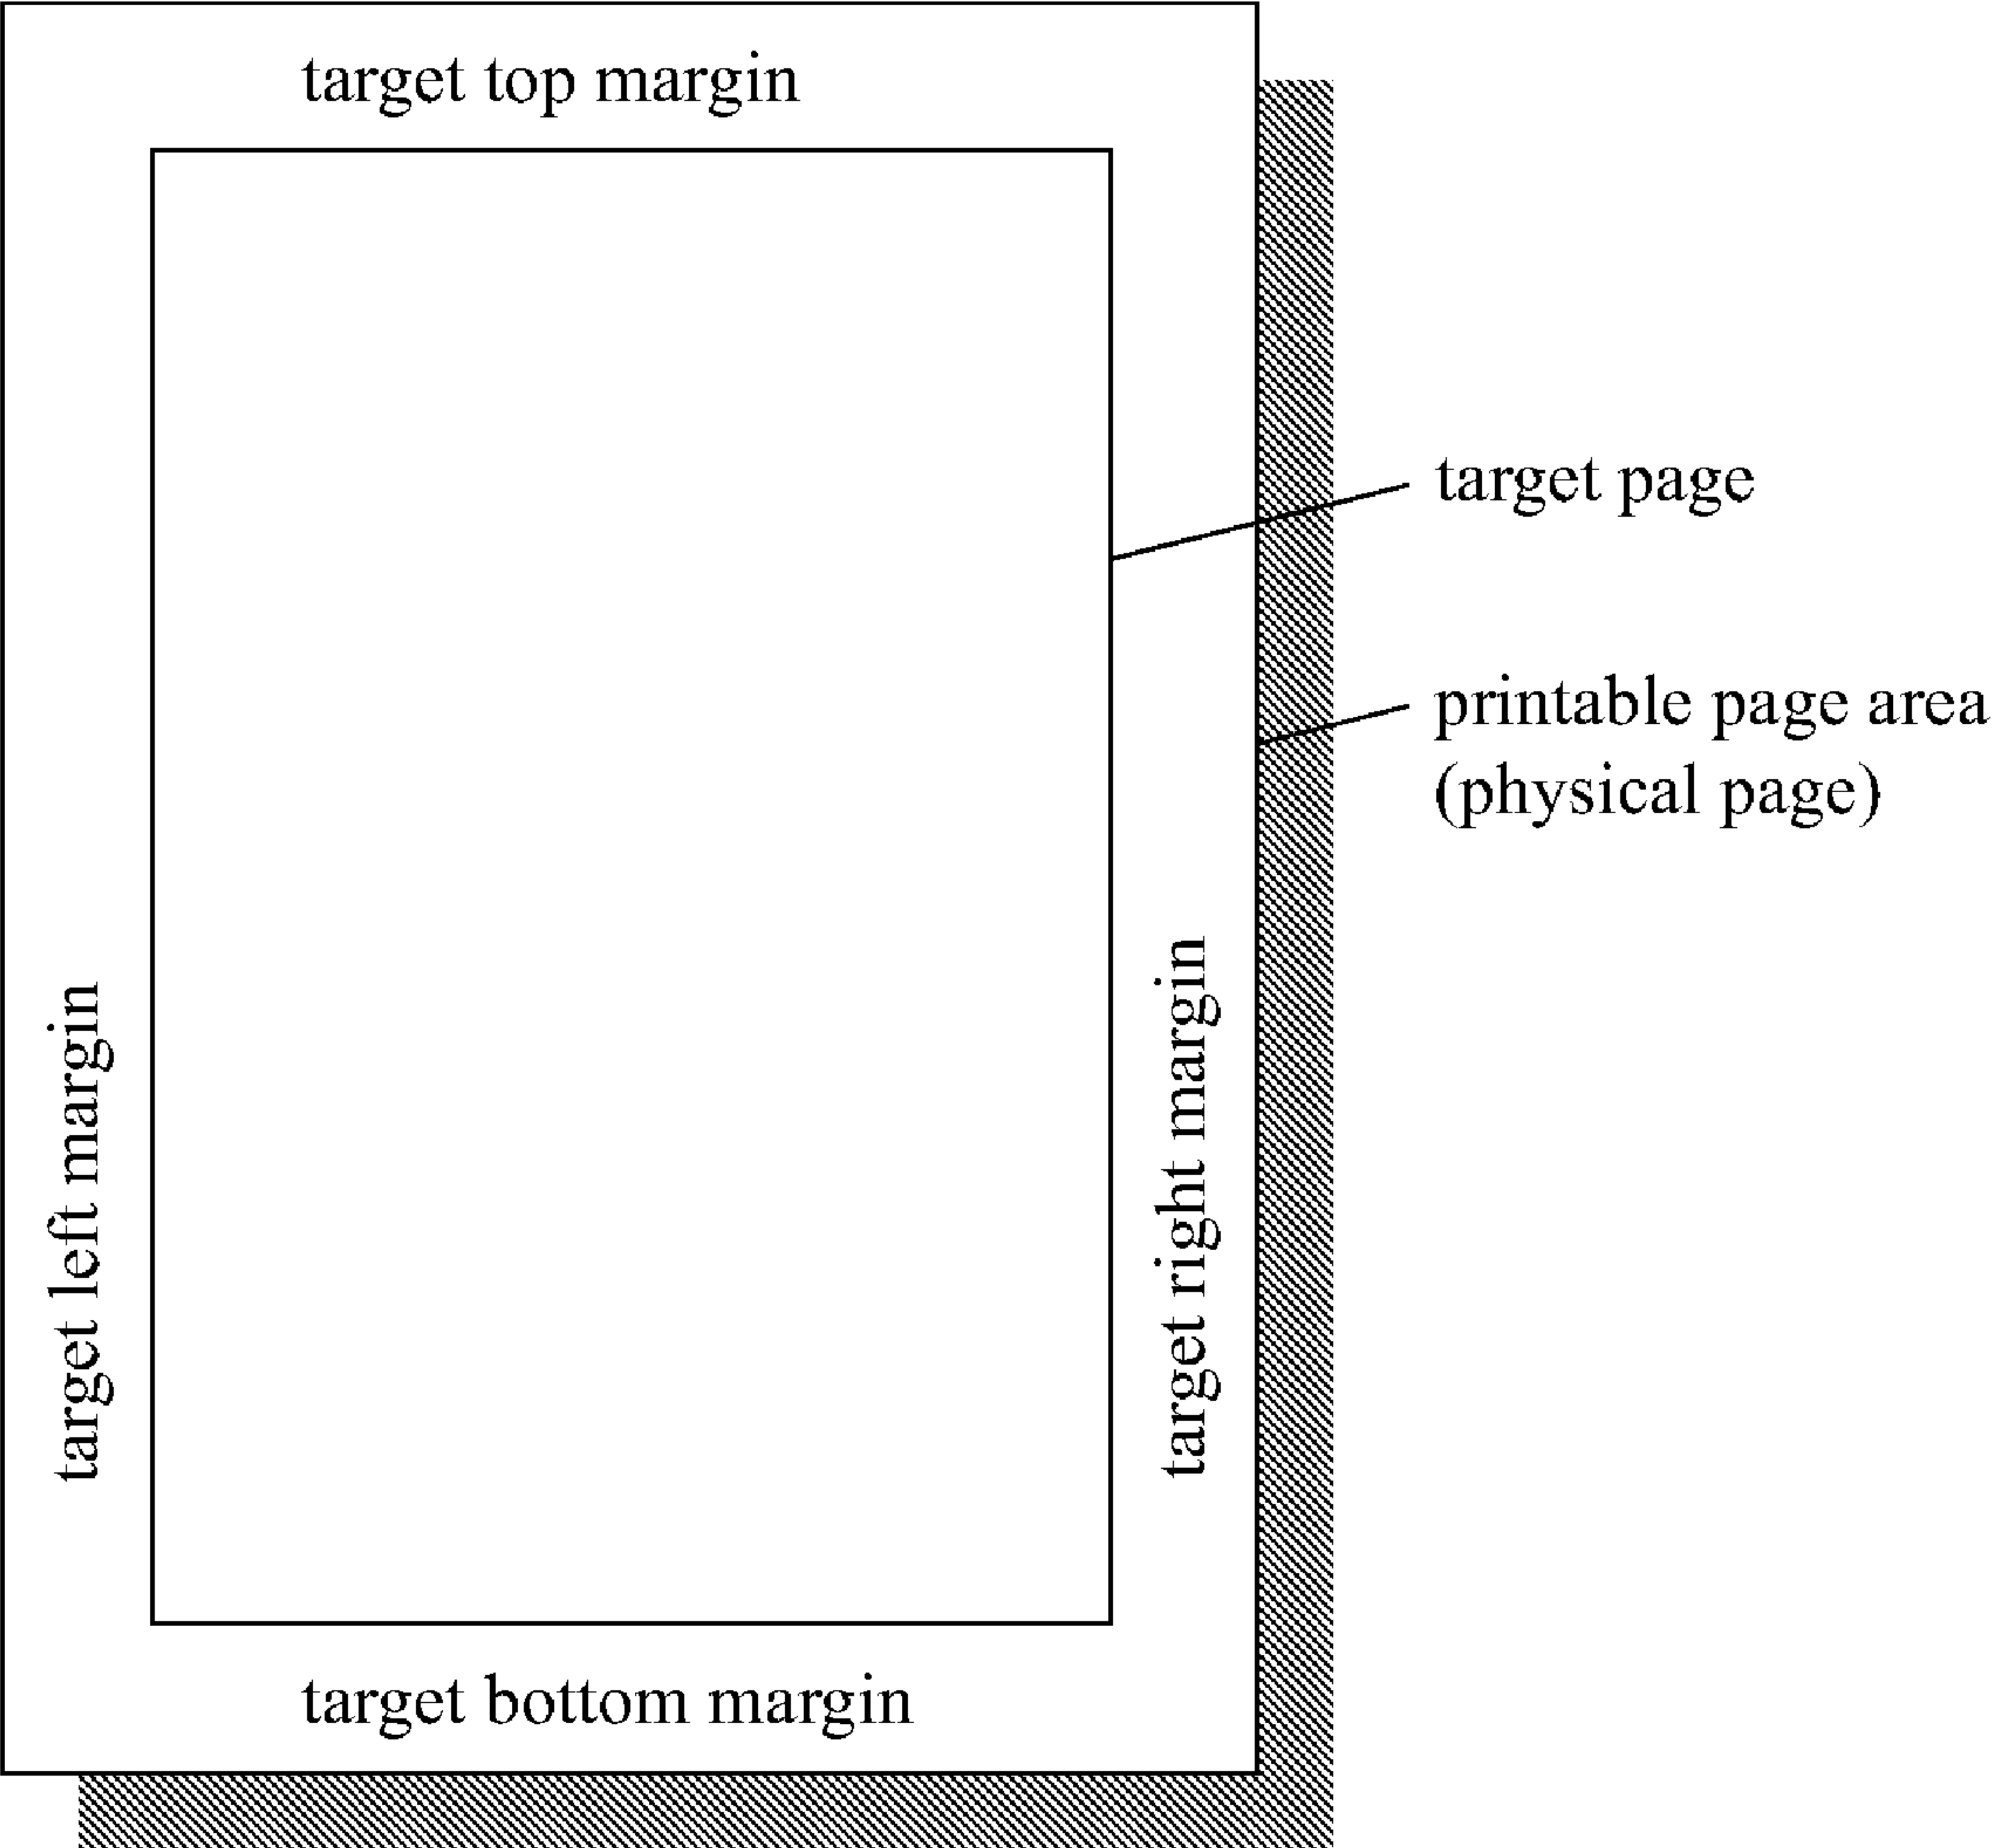 target top margin
target page
printable page area
(physical page)
target left margin
target right margin
target bottom margin